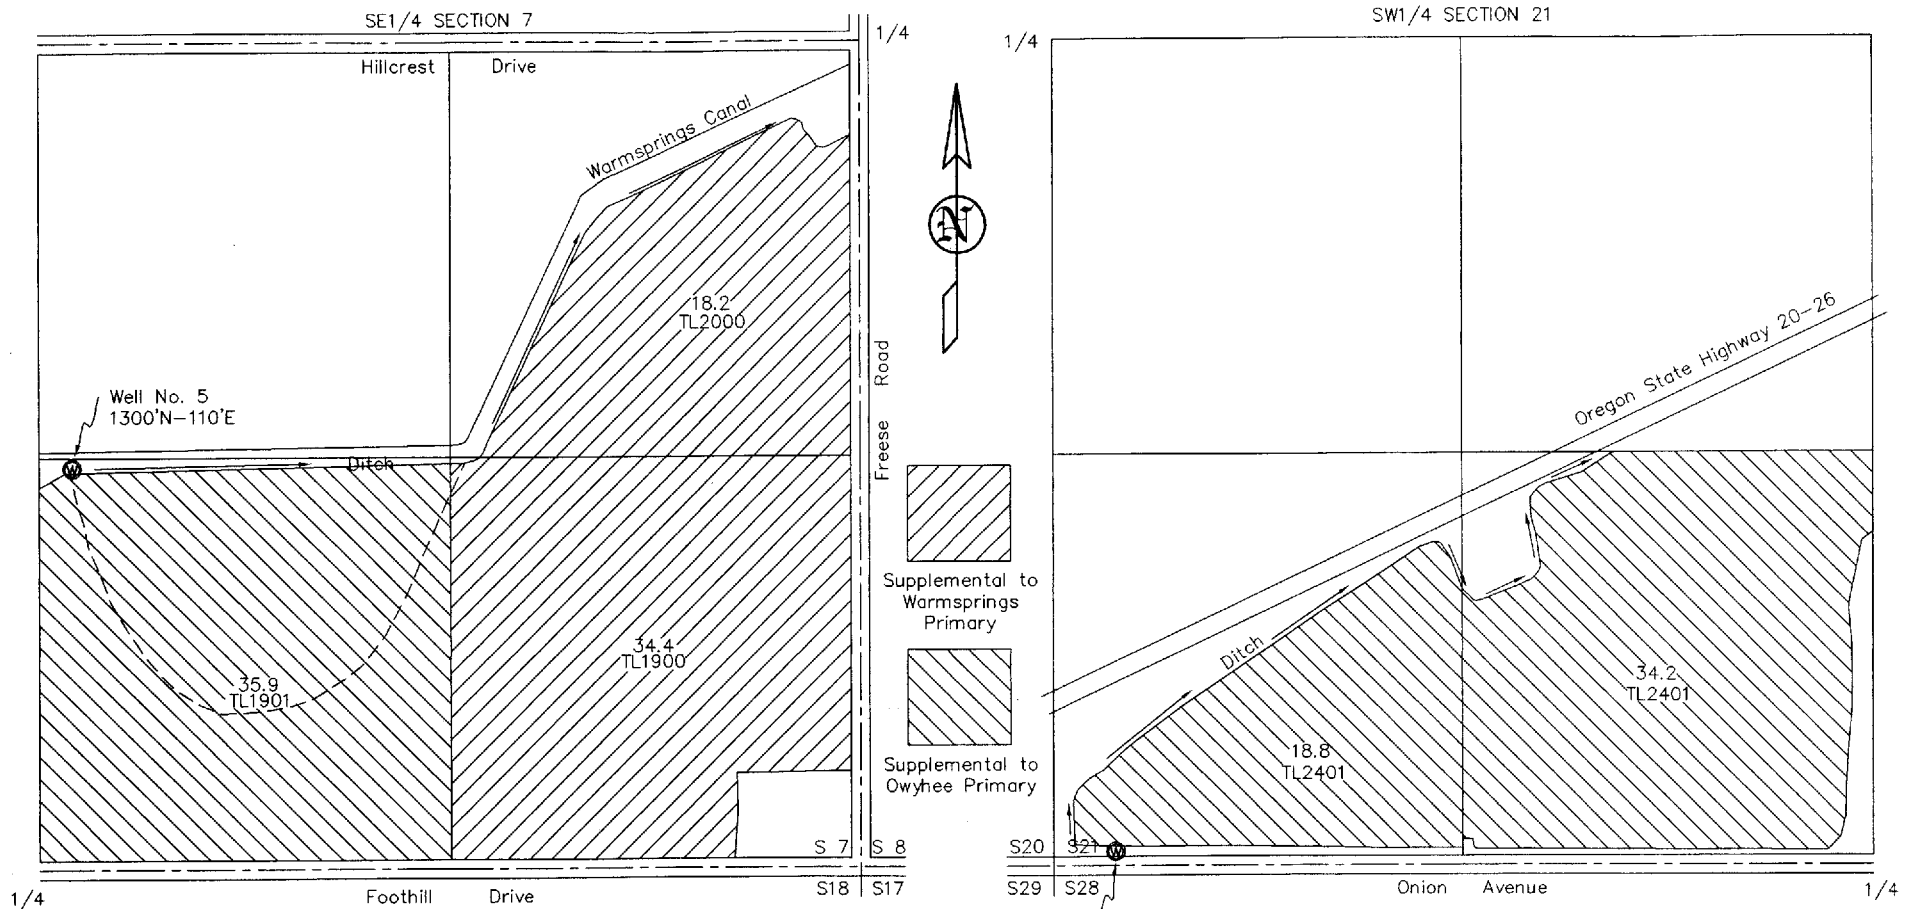 SE1/4 SECTION 7
1/4
Hillcrest Drive
Warmsprings Canal
18.2
TL2000
Well No. 5
1300'N-110'E
W
Ditch
Freese Road
35.9
TL1901
34.4
TL1900
S 7 S 8
S18 S17
1/4
Foothill Drive
N
Supplemental to
Warmsprings
Primary
Supplemental to
Owyhee Primary
SW1/4 SECTION 21
1/4
Oregon State Highway 20-26
Ditch
34.2
TL2401
18.8
TL2401
S20 S21
W
S29 S28
Onion Avenue
1/4